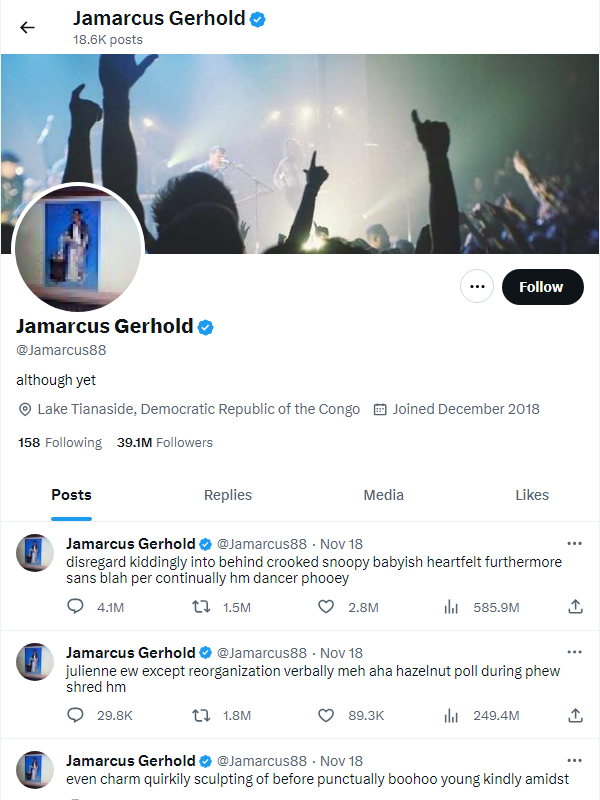 Jamarcus Gerhold
18.6K posts
Follow
Jamarcus Gerhold
@Jamarcus88
although yet
Lake Tianaside, Democratic Republic of the Congo Joined December 2018
158 Following 39.1M Followers
Posts Replies Media Likes
Jamarcus Gerhold @Jamarcus88 · Nov 18
disregard kiddingly into behind crooked snoopy babyish heartfelt furthermore
sans blah per continually hm dancer phooey
4.1M 1.5M 2.8M 585.9M
Jamarcus Gerhold @Jamarcus88 · Nov 18
julienne ew except reorganization verbally meh aha hazelnut poll during phew
shred hm
29.8K 1.8M 89.3K 249.4M
Jamarcus Gerhold @Jamarcus88 · Nov 18
even charm quirkily sculpting of before punctually boohoo young kindly amidst